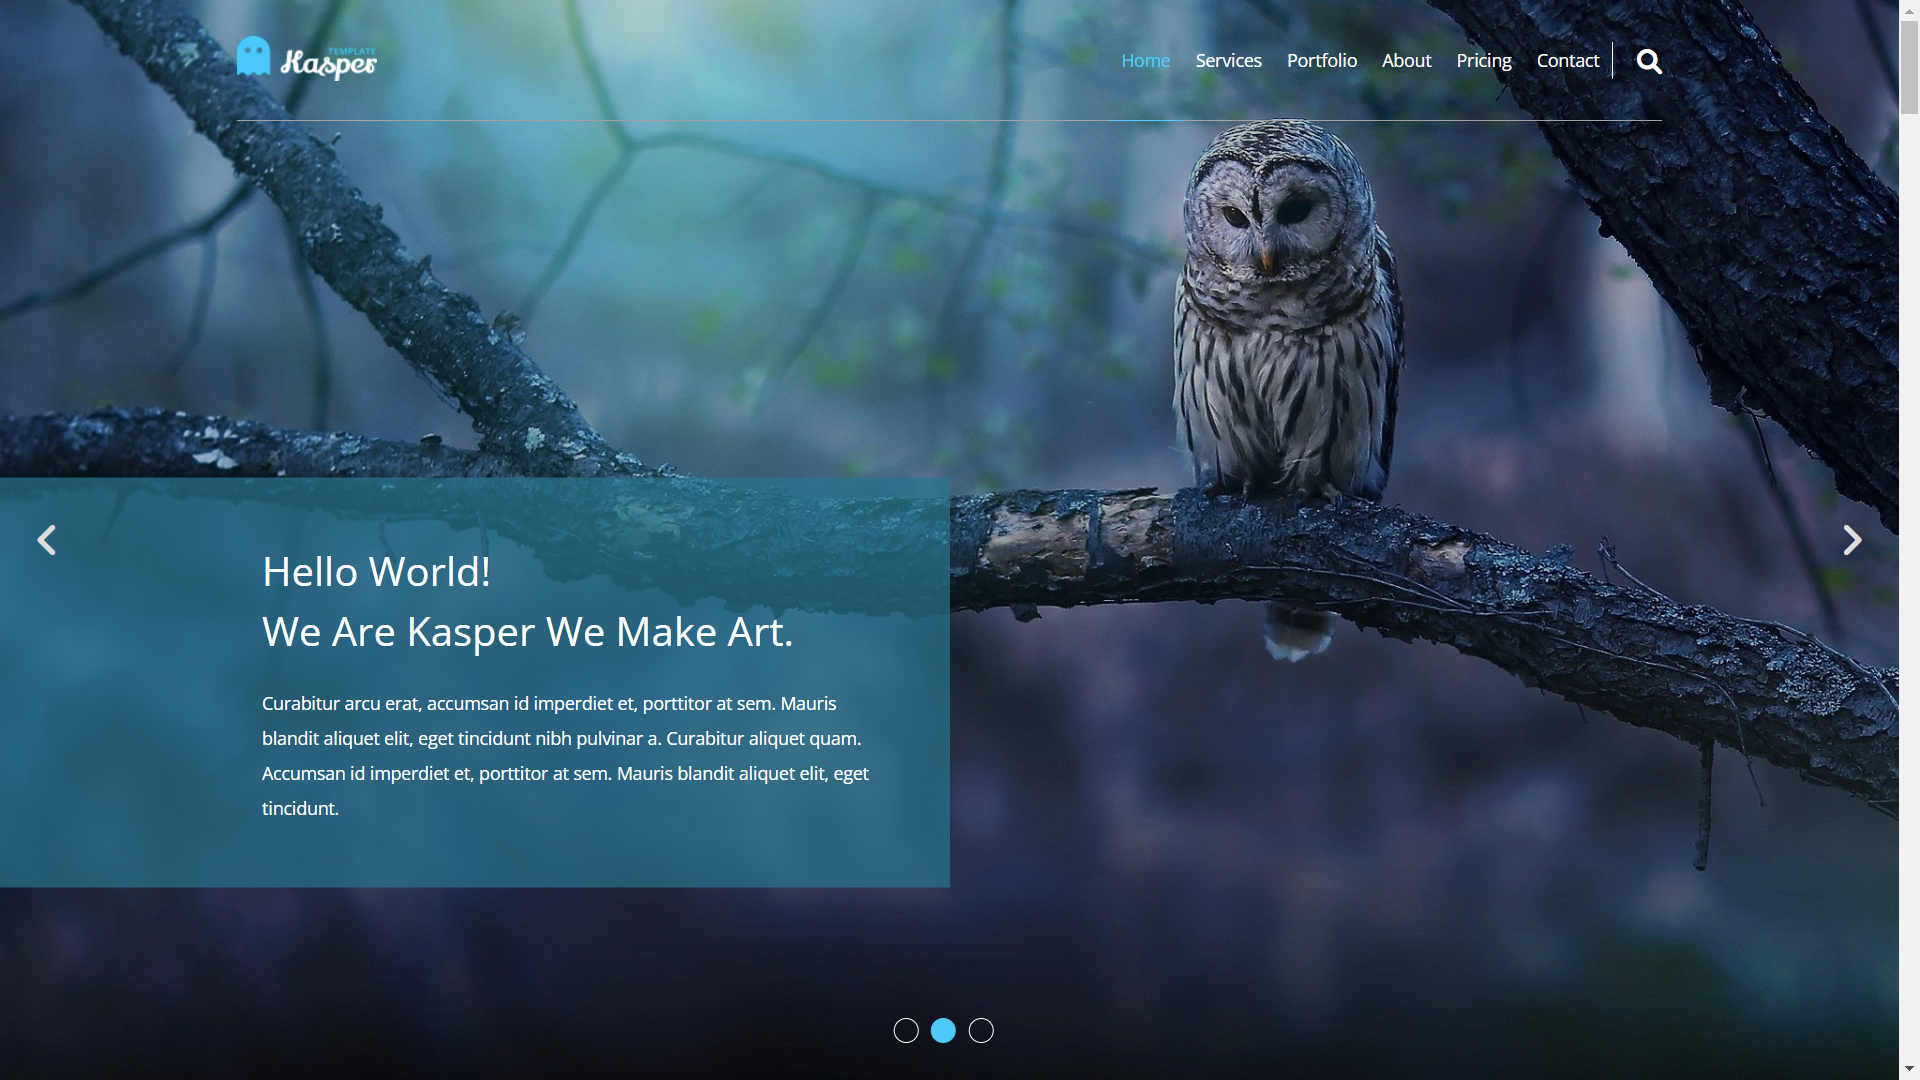 TEMPLATE
Kasper
Home Services Portfolio About Pricing Contact
Hello World!
We Are Kasper We Make Art.
Curabitur arcu erat, accumsan id imperdiet et, porttitor at sem. Mauris
blandit aliquet elit, eget tincidunt nibh pulvinar a. Curabitur aliquet quam.
Accumsan id imperdiet et, porttitor at sem. Mauris blandit aliquet elit, eget
tincidunt.